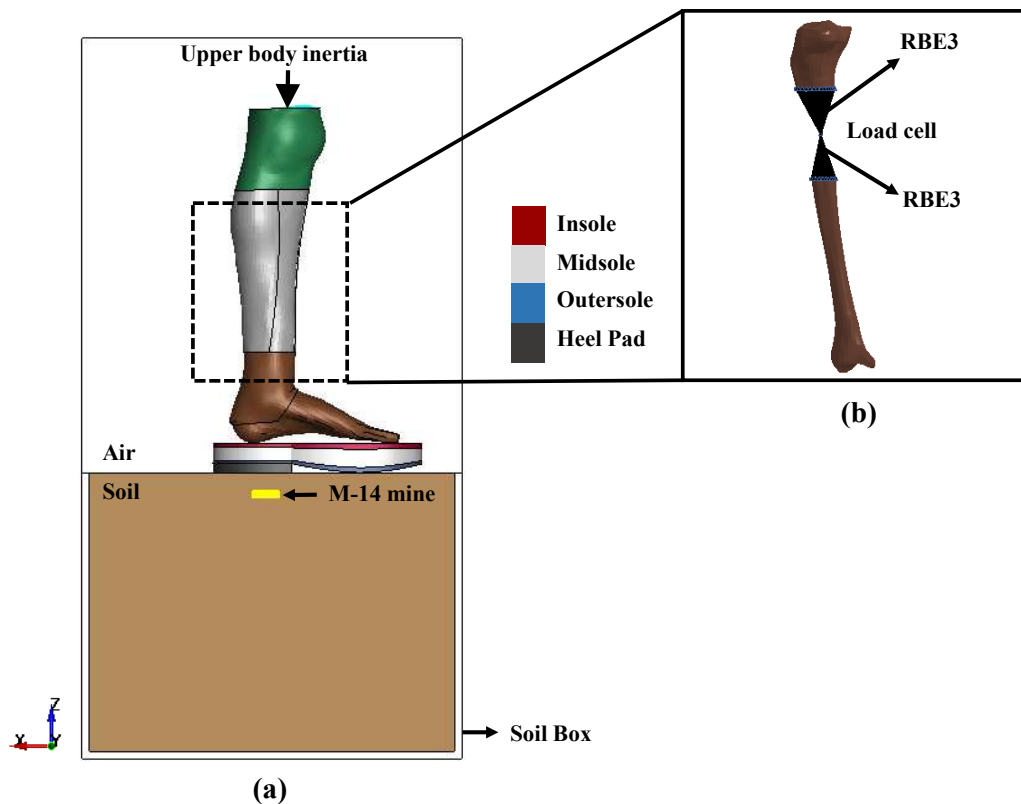 Upper body inertia
RBE3
Load cell
RBE3
Insole
Midsole
Outersole
Heel Pad
(b)
Air
Soil
M-14 mine
Z
X
Y
Soil Box
(a)